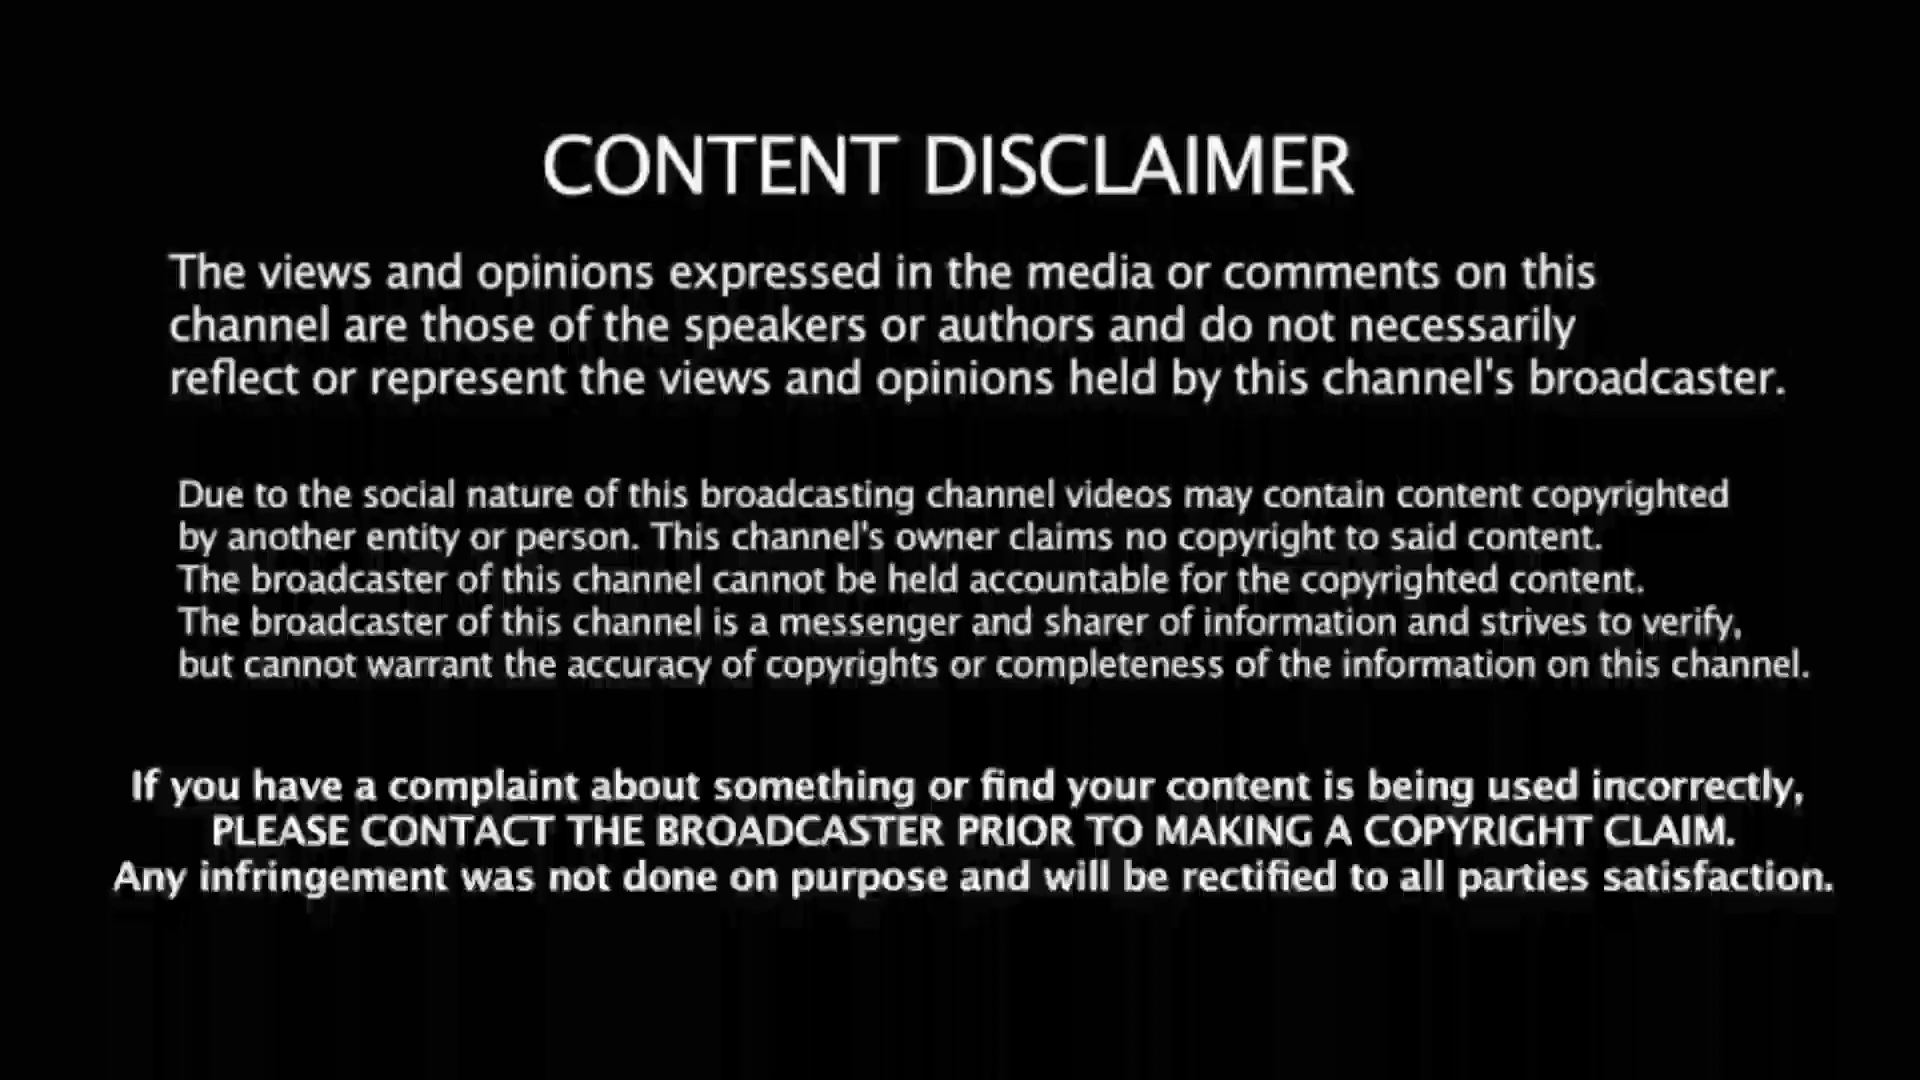 CONTENT DISCLAIMER
The views and opinions expressed in the media or comments on this
channel are those of the speakers or authors and do not necessarily
reflect or represent the views and opinions held by this channel's broadcaster.
Due to the social nature of this broadcasting channel videos may contain content copyrighted
by another entity or person. This channel's owner claims no copyright to said content.
The broadcaster of this channel cannot be held accountable for the copyrighted content.
The broadcaster of this channel is a messenger and sharer of information and strives to verify,
but cannot warrant the accuracy of copyrights or completeness of the information on this channel.
If you have a complaint about something or find your content is being used incorrectly,
PLEASE CONTACT THE BROADCASTER PRIOR TO MAKING A COPYRIGHT CLAIM.
Any infringement was not done on purpose and will be rectified to all parties satisfaction.